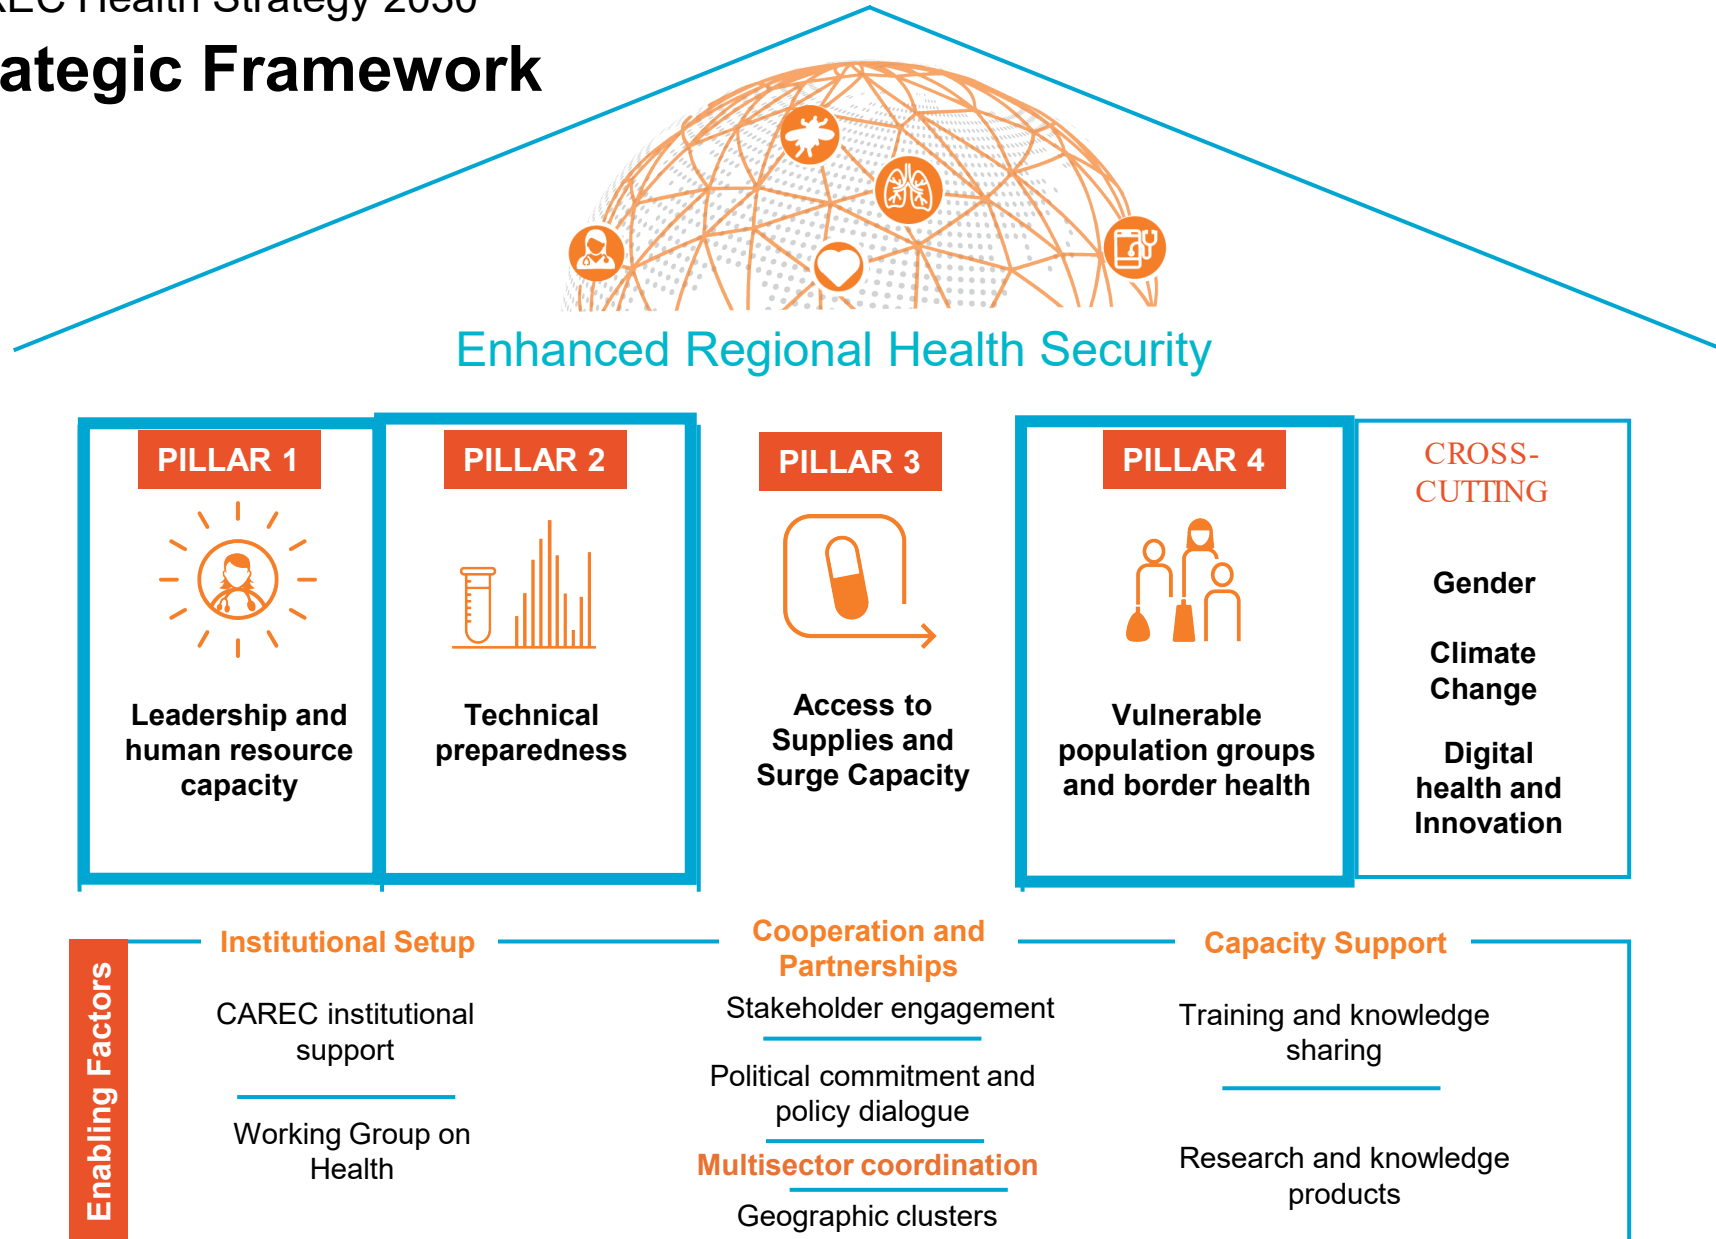 REC Health Strategy 2030
ategic Framework
Enhanced Regional Health Security
PILLAR 1
Leadership and
human resource
capacity
PILLAR 2
Technical
preparedness
PILLAR 3
Access to
Supplies and
Surge Capacity
PILLAR 4
Vulnerable
population groups
and border health
CROSS-
CUTTING
Gender
Climate
Change
Digital
health and
Innovation
Enabling Factors
Institutional Setup
CAREC institutional
support
Working Group on
Health
Cooperation and
Partnerships
Stakeholder engagement
Political commitment and
policy dialogue
Multisector coordination
Geographic clusters
Capacity Support
Training and knowledge
sharing
Research and knowledge
products